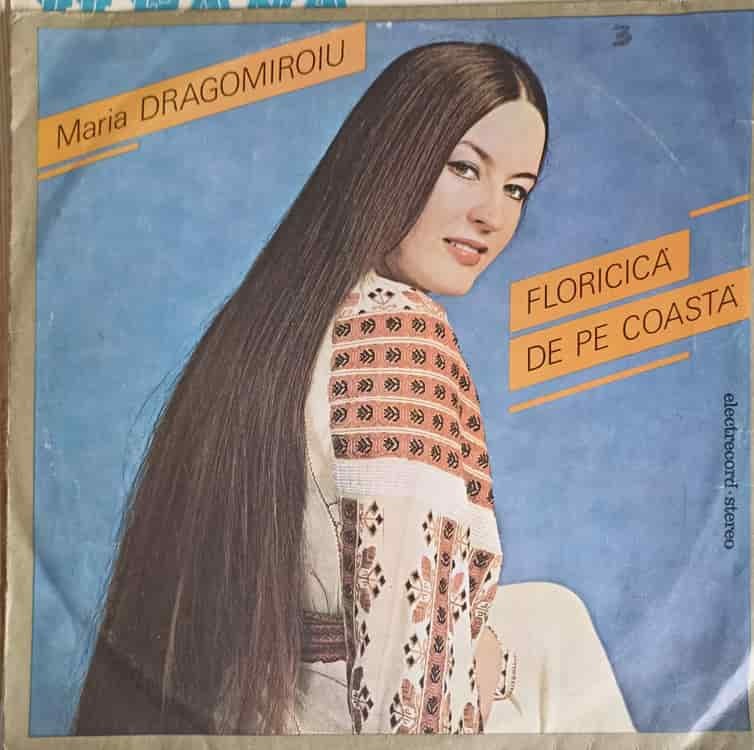 Maria DRAGOMIROIU
3
FLORICICĂ
DE PE COASTĂ
electrecord · stereo